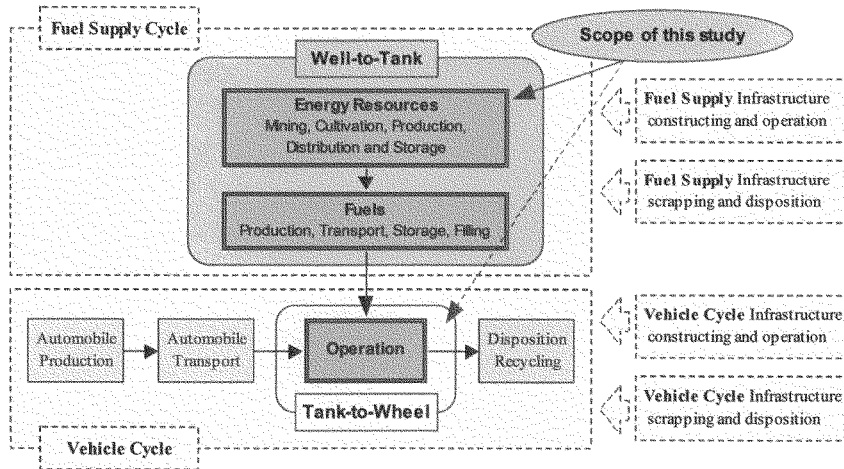 Fuel Supply Cycle
Scope of this study
Well-to-Tank
Energy Resources
Mining, Cultivation, Production,
Distribution and Storage
Fuel Supply Infrastructure
constructing and operation
Fuel Supply Infrastructure
scrapping and disposition
Fuels
Production, Transport, Storage, Filling
Automobile
Production
Automobile
Transport
Operation
Disposition
Recycling
Tank-to-Wheel
Vehicle Cycle Infrastructure
constructing and operation
Vehicle Cycle Infrastructure
scrapping and disposition
Vehicle Cycle